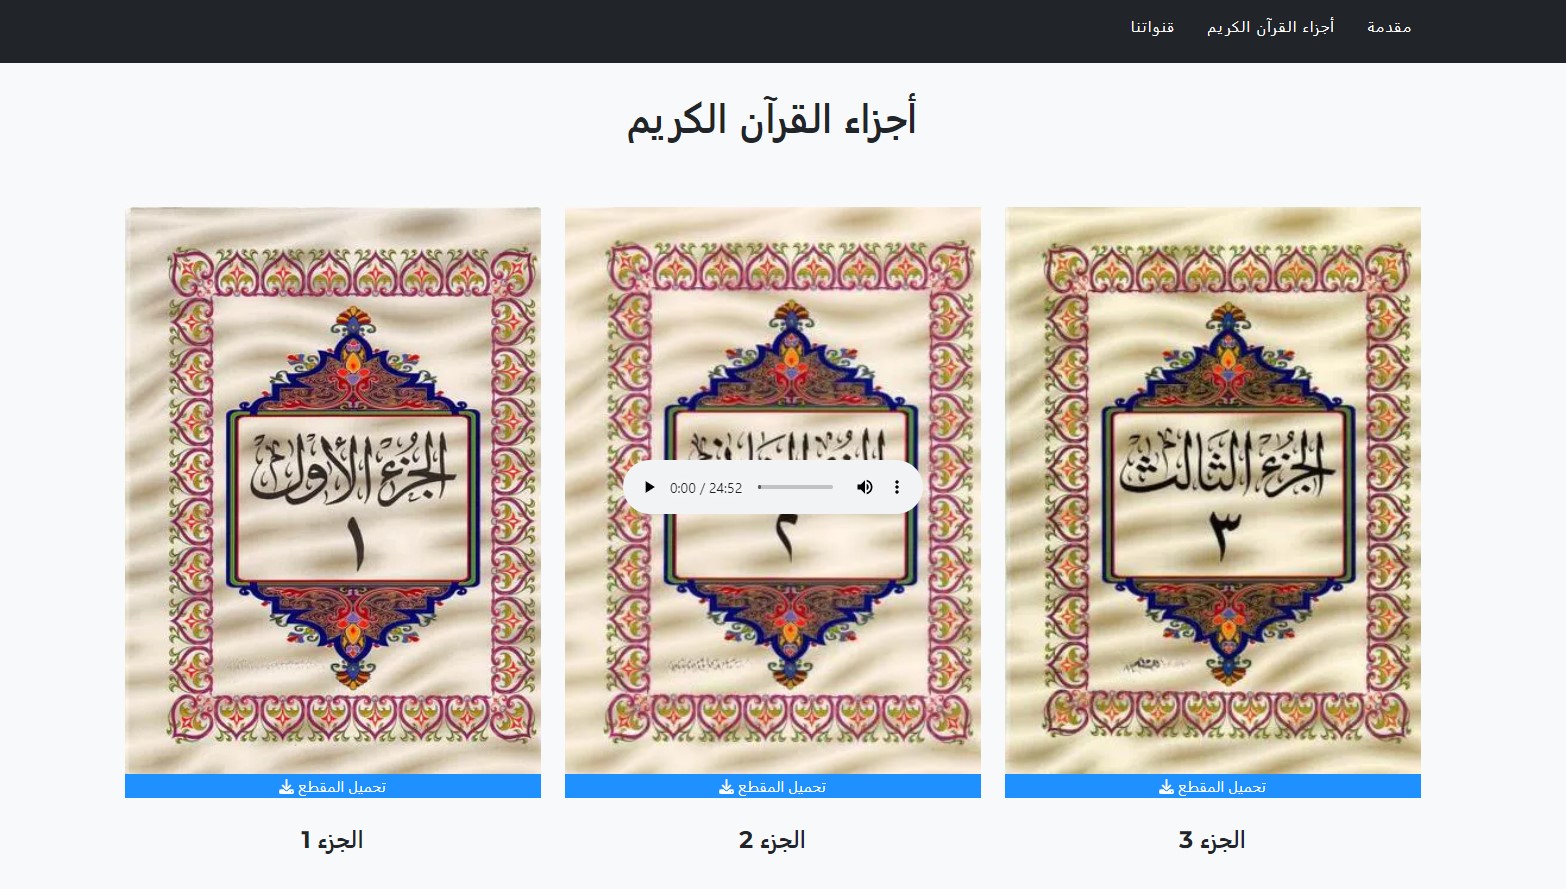 مقدمة
أجزاء القرآن الكريم
قنواتنا
أجزاء القرآن الكريم
الجزء الأول
١
0:00 / 24:52
٢
الجزء الثالث
٣
تحميل المقطع
تحميل المقطع
تحميل المقطع
الجزء 1
الجزء 2
الجزء 3